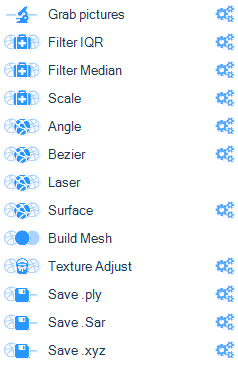 Grab pictures
Filter IQR
Filter Median
Scale
Angle
Bezier
Laser
Surface
Build Mesh
Texture Adjust
Save .ply
Save .Sar
Save .xyz